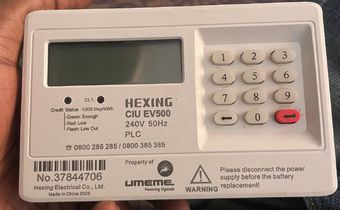 CL1
Credit Status 1000 Imp/kWh
-Green: Enough
-Red: Low
-Flash: Low Out
HEXING
CIU EV500
240V 50Hz
PLC
0800 285 285 / 0800 385 385
1 2 3
4 5 6
7 8 9
← 0
No.37844706
Hexing Electrical Co., Ltd.
Made in China 2020
Property of
UMEME
Powering Uganda
WARNING
Please disconnect the power
supply before the battery
replacement!